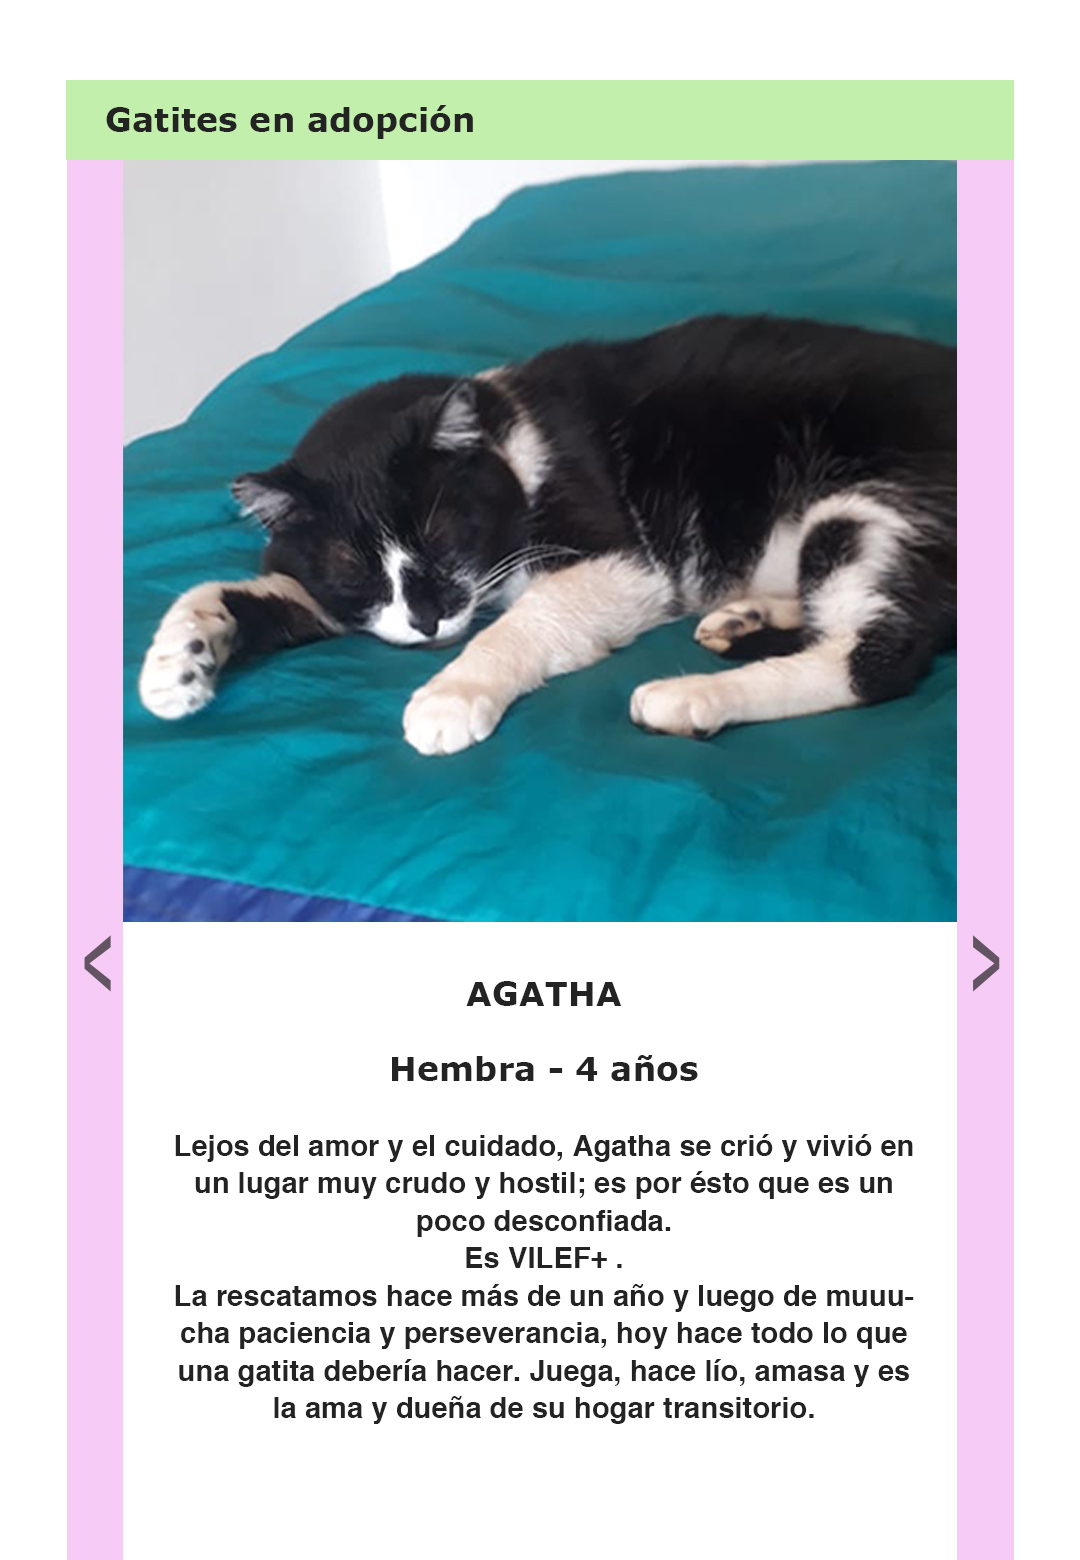 Gatites en adopción
<
>
AGATHA
Hembra - 4 años
Lejos del amor y el cuidado, Agatha se crió y vivió en
un lugar muy crudo y hostil; es por ésto que es un
poco desconfiada.
Es VILEF+ .
La rescatamos hace más de un año y luego de muuu-
cha paciencia y perseverancia, hoy hace todo lo que
una gatita debería hacer. Juega, hace lío, amasa y es
la ama y dueña de su hogar transitorio.